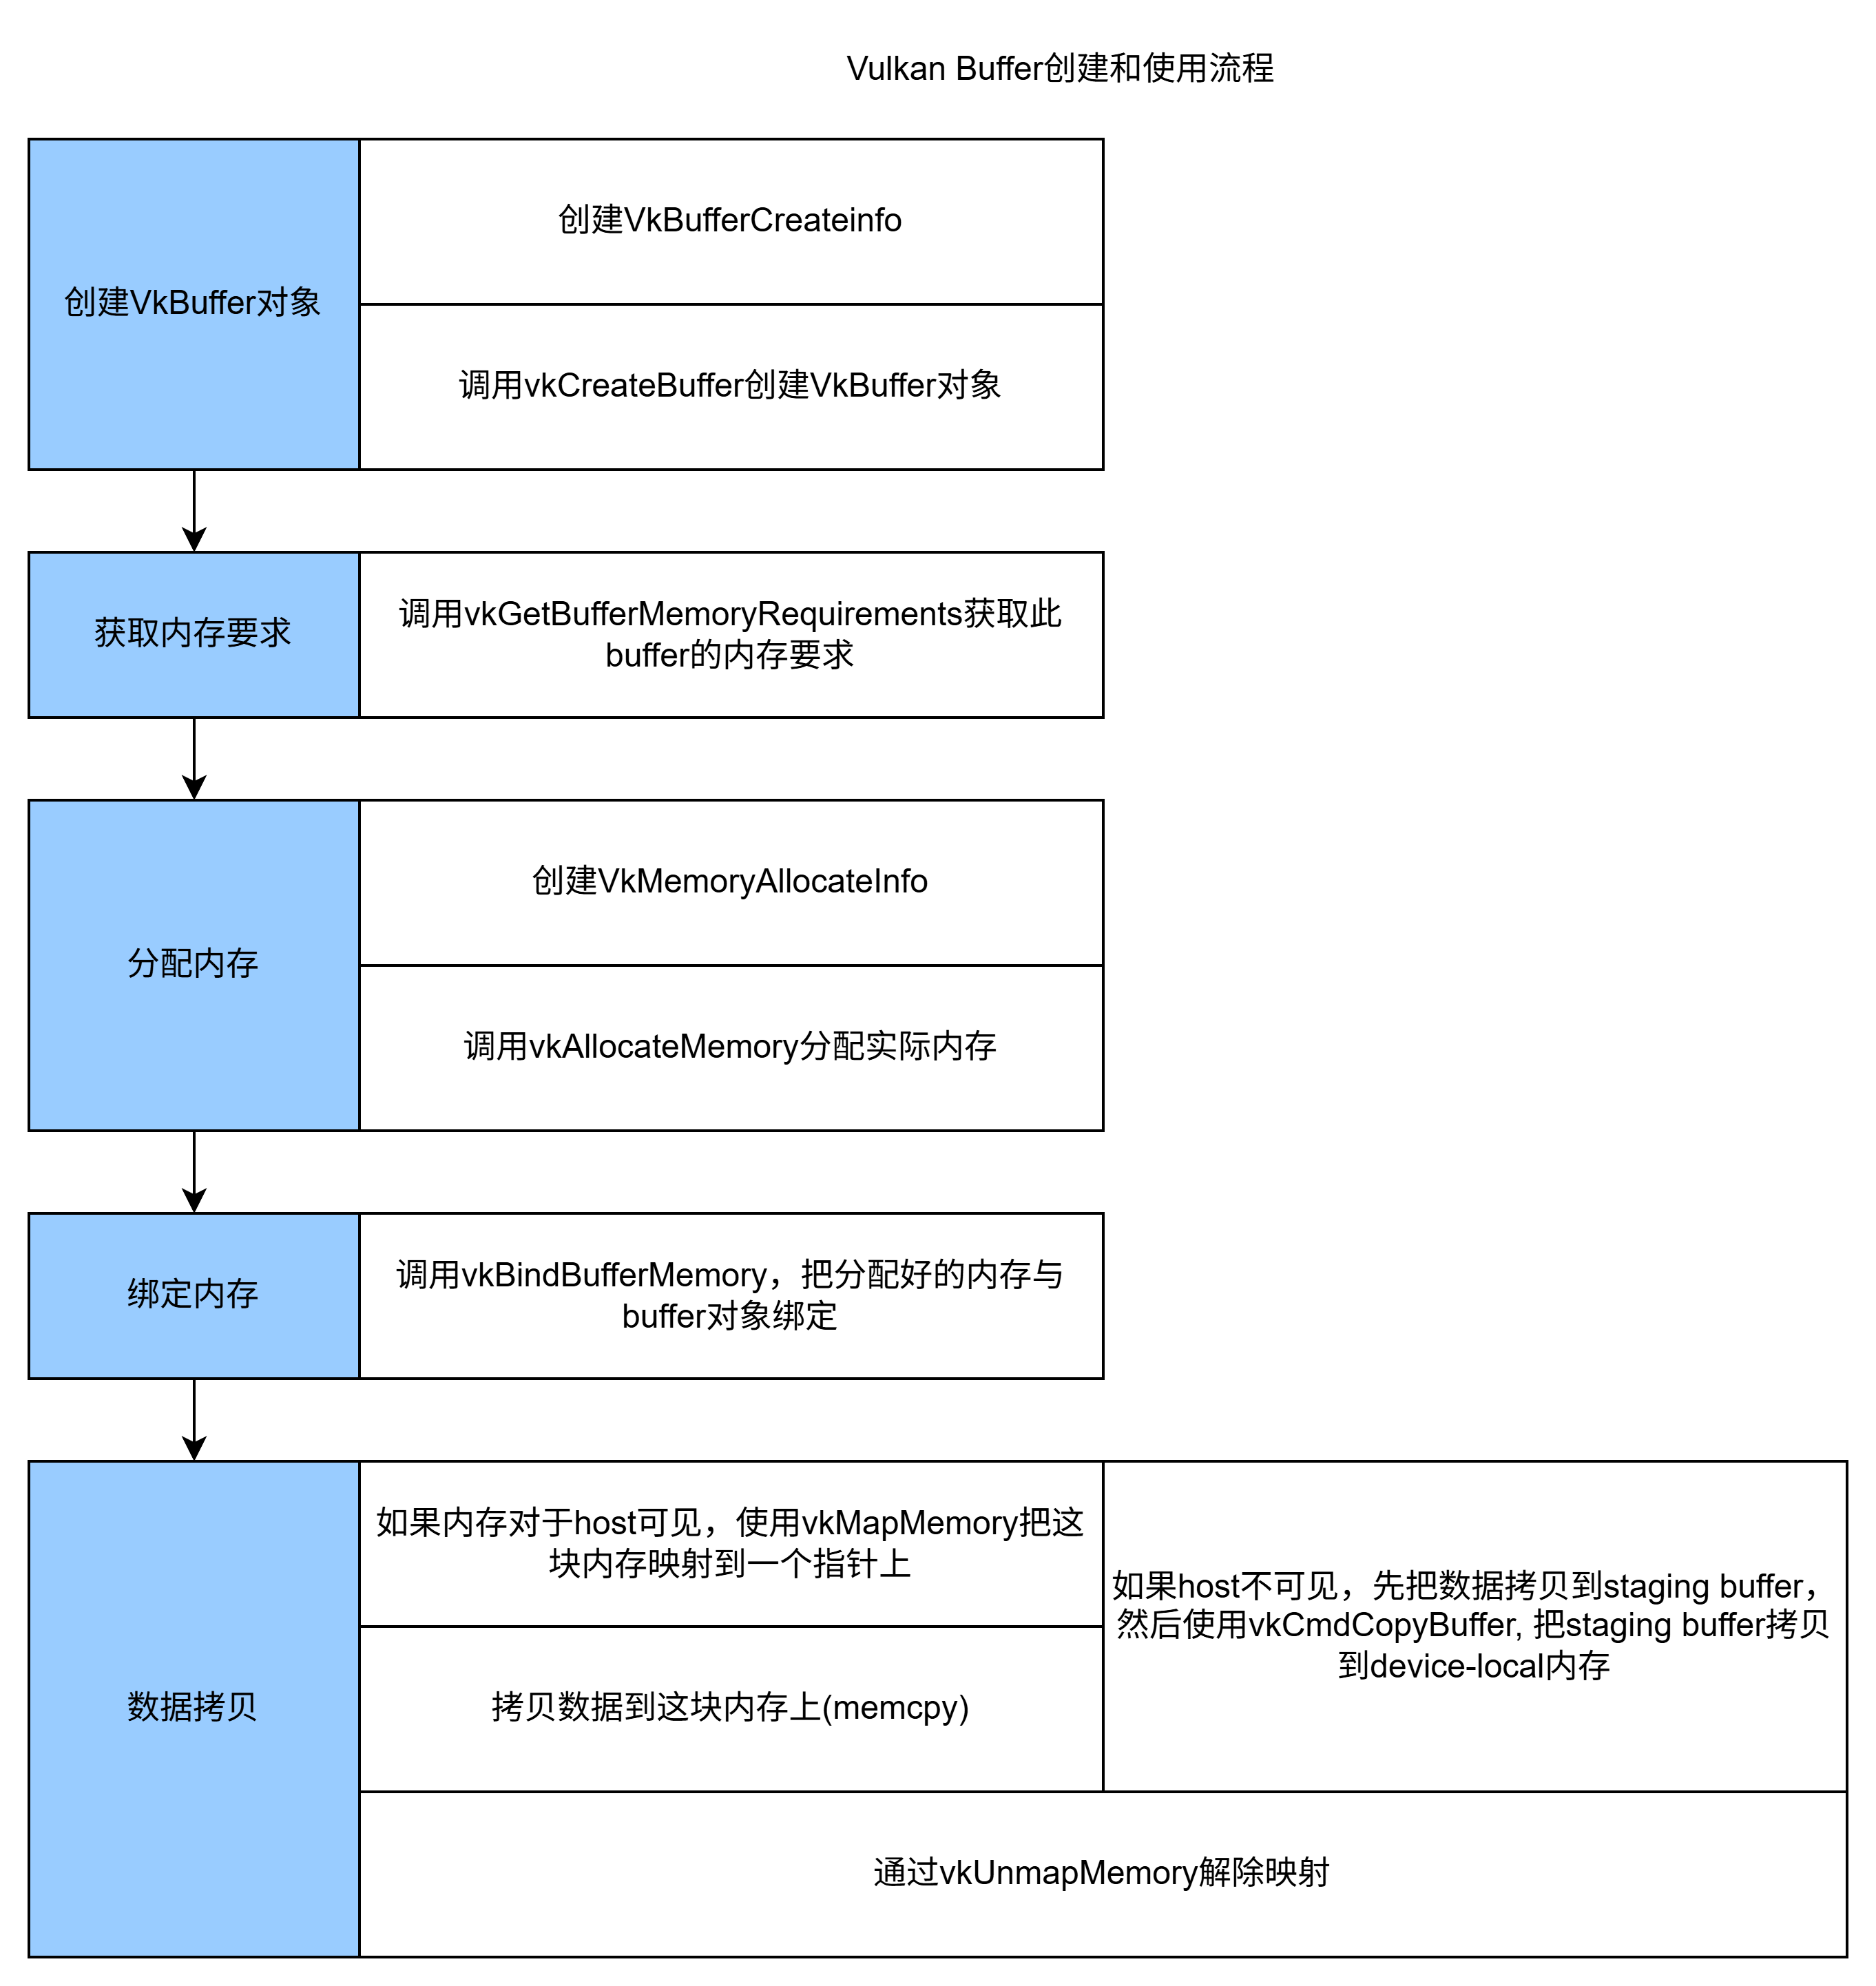 Vulkan Buffer创建和使用流程
创建VkBuffer对象
创建VkBufferCreateinfo
调用vkCreateBuffer创建VkBuffer对象
获取内存要求
调用vkGetBufferMemoryRequirements获取此
buffer的内存要求
分配内存
创建VkMemoryAllocateInfo
调用vkAllocateMemory分配实际内存
绑定内存
调用vkBindBufferMemory，把分配好的内存与
buffer对象绑定
数据拷贝
如果内存对于host可见，使用vkMapMemory把这
块内存映射到一个指针上
拷贝数据到这块内存上(memcpy)
如果host不可见，先把数据拷贝到staging buffer，
然后使用vkCmdCopyBuffer, 把staging buffer拷贝
到device-local内存
通过vkUnmapMemory解除映射